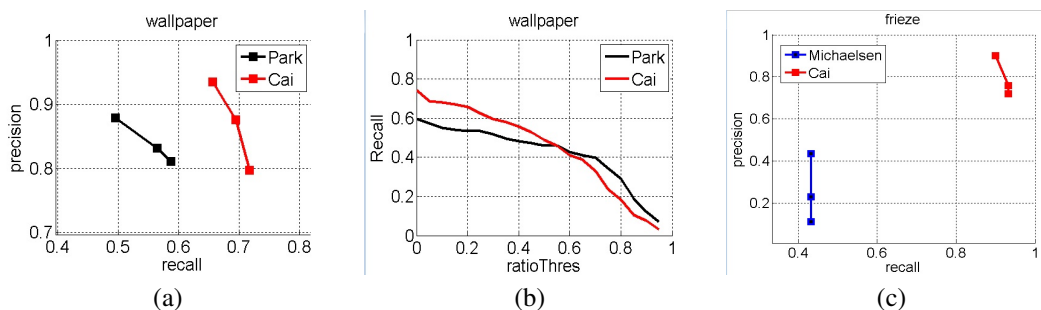 wallpaper
precision
1
0.9
0.8
0.7
0.4 0.5 0.6 0.7 0.8
recall
Park
Cai
(a)
wallpaper
Recall
1
0.8
0.6
0.4
0.2
0
0 0.2 0.4 0.6 0.8 1
ratioThres
Park
Cai
(b)
frieze
precision
1
0.8
0.6
0.4
0.2
0.4 0.6 0.8 1
recall
Michaelsen
Cai
(c)